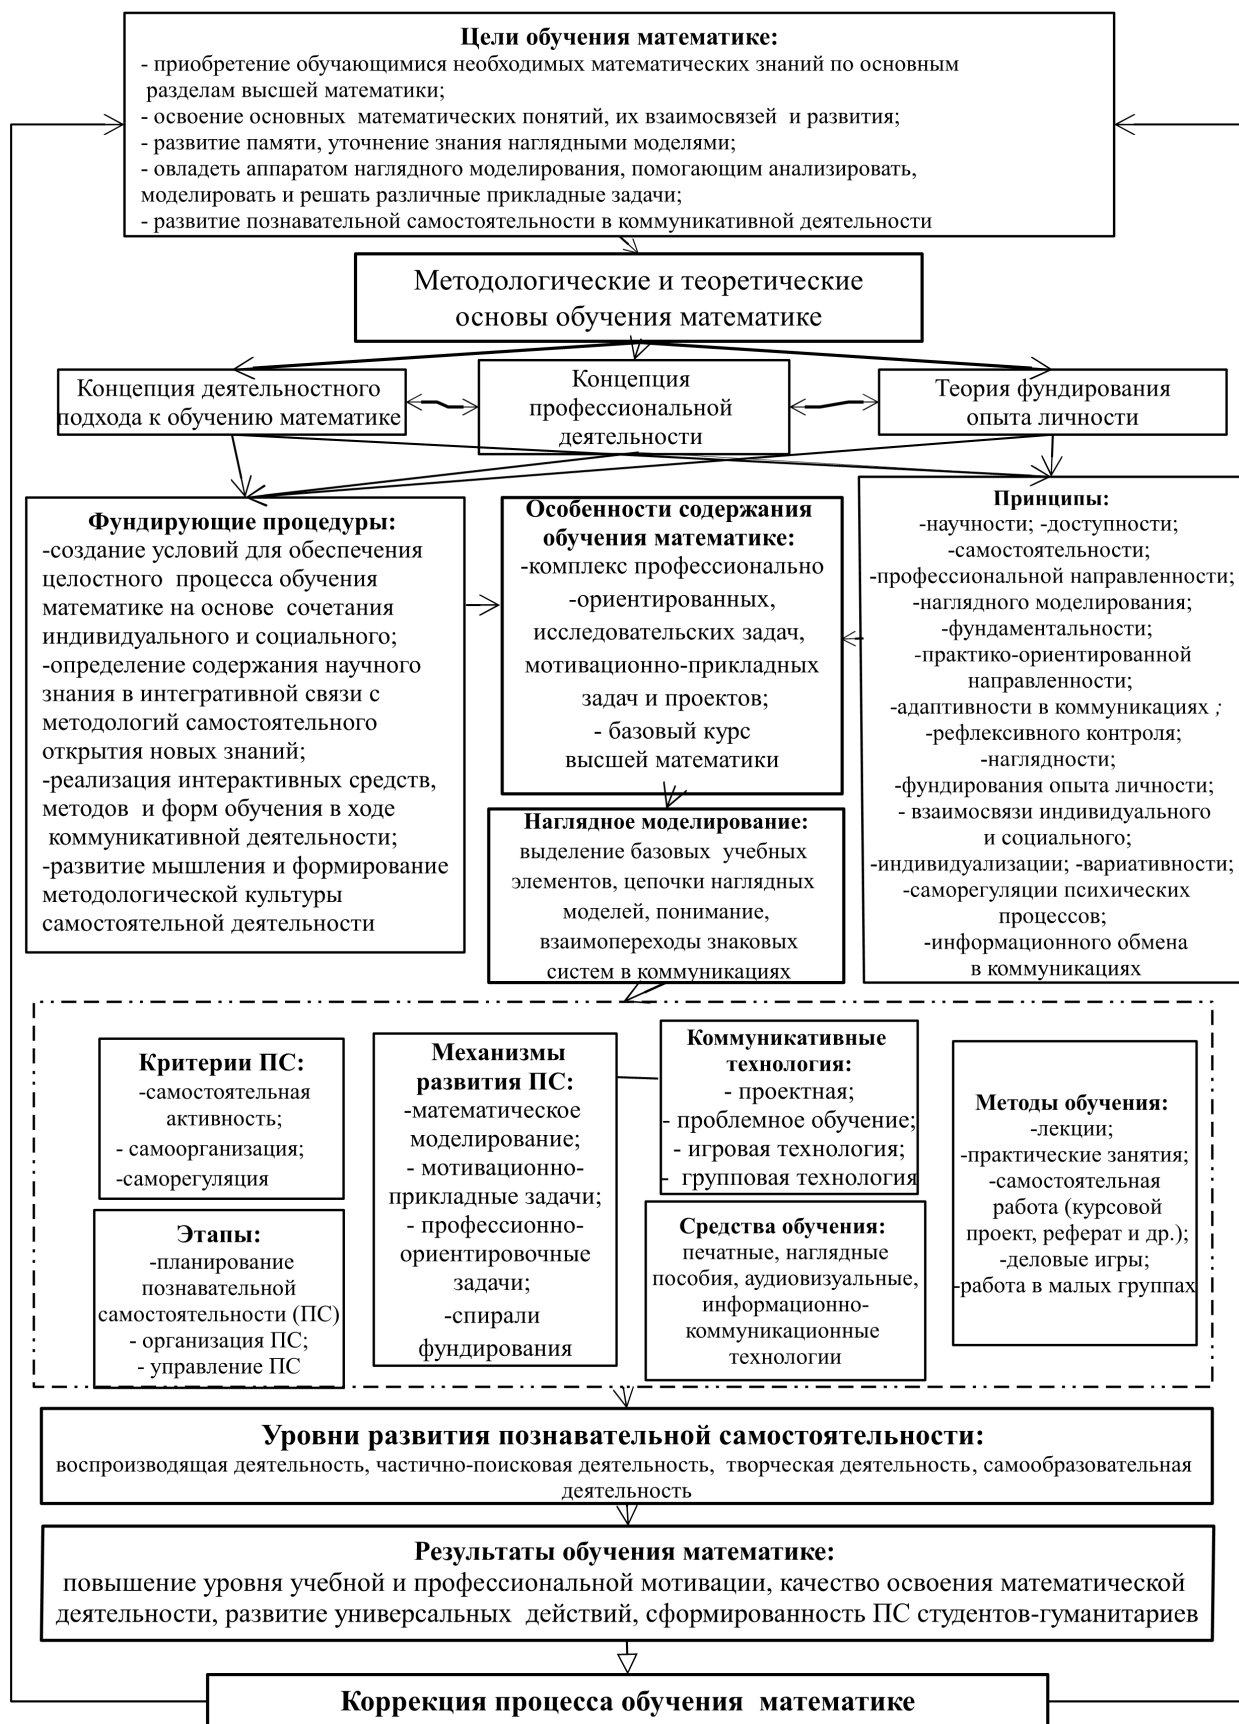 Цели обучения математике:
- приобретение обучающимися необходимых математических знаний по основным
разделам высшей математики;
- освоение основных математических понятий, их взаимосвязей и развития;
- развитие памяти, уточнение знания наглядными моделями;
- овладеть аппаратом наглядного моделирования, помогающим анализировать,
моделировать и решать различные прикладные задачи;
- развитие познавательной самостоятельности в коммуникативной деятельности
Методологические и теоретические
основы обучения математике
Концепция деятельностного
подхода к обучению математике
Концепция
профессиональной
деятельности
Теория фундирования
опыта личности
Фундирующие процедуры:
-создание условий для обеспечения
целостного процесса обучения
математике на основе сочетания
индивидуального и социального;
-определение содержания научного
знания в интегративной связи с
методологий самостоятельного
открытия новых знаний;
-реализация интерактивных средств,
методов и форм обучения в ходе
коммуникативной деятельности;
-развитие мышления и формирование
методологической культуры
самостоятельной деятельности
Особенности содержания
обучения математике:
-комплекс профессионально
-ориентированных,
исследовательских задач,
мотивационно-прикладных
задач и проектов;
- базовый курс
высшей математики
Наглядное моделирование:
выделение базовых учебных
элементов, цепочки наглядных
моделей, понимание,
взаимопереходы знаковых
систем в коммуникациях
Принципы:
-научности; -доступности;
-самостоятельности;
-профессиональной направленности;
-наглядного моделирования;
-фундаментальности;
-практико-ориентированной
направленности;
-адаптивности в коммуникациях ;
-рефлексивного контроля;
-наглядности;
-фундирования опыта личности;
- взаимосвязи индивидуального
и социального;
-индивидуализации; -вариативности;
-саморегуляции психических
процессов;
-информационного обмена
в коммуникациях
Критерии ПС:
-самостоятельная
активность;
- самоорганизация;
-саморегуляция
Этапы:
-планирование
познавательной
самостоятельности (ПС)
- организация ПС;
- управление ПС
Механизмы
развития ПС:
-математическое
моделирование;
- мотивационно-
прикладные задачи;
- профессионно-
ориентировочные
задачи;
-спирали
фундирования
Коммуникативные
технология:
- проектная;
- проблемное обучение;
- игровая технология;
- групповая технология
Средства обучения:
печатные, наглядные
пособия, аудиовизуальные,
информационно-
коммуникационные
технологии
Методы обучения:
-лекции;
-практические занятия;
-самостоятельная
работа (курсовой
проект, реферат и др.);
-деловые игры;
-работа в малых группах
Уровни развития познавательной самостоятельности:
воспроизводящая деятельность, частично-поисковая деятельность, творческая деятельность, самообразовательная
деятельность
Результаты обучения математике:
повышение уровня учебной и профессиональной мотивации, качество освоения математической
деятельности, развитие универсальных действий, сформированность ПС студентов-гуманитариев
Коррекция процесса обучения математике